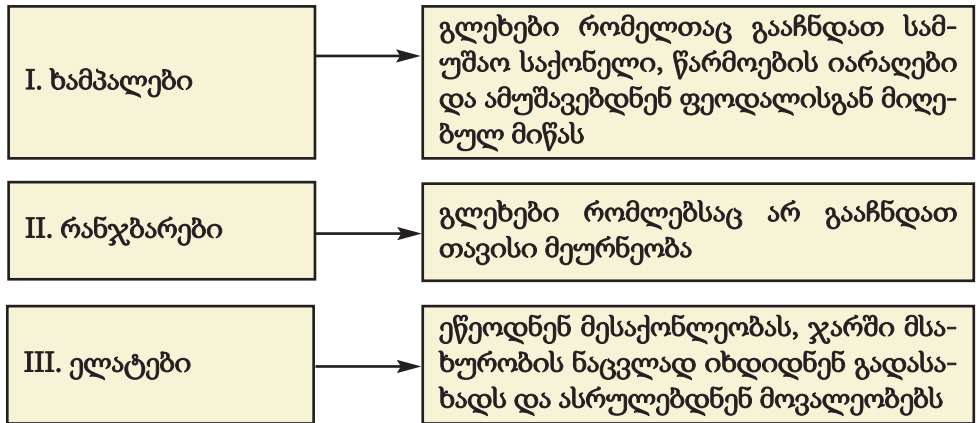 I. ხამპალები
გლეხები რომელთაც გააჩნდათ სამ-
უშაო საქონელი, წარმოების იარაღები
და ამუშავებდნენ ფეოდალისგან მიღე-
ბულ მიწას
II. რანჯბარები
გლეხები რომლებსაც არ გააჩნდათ
თავისი მეურნეობა
III. ელატები
ეწეოდნენ მესაქონლეობას, ჯარში მსა-
ხურობის ნაცვლად იხდიდნენ გადასა-
ხადს და ასრულებდნენ მოვალეობებს